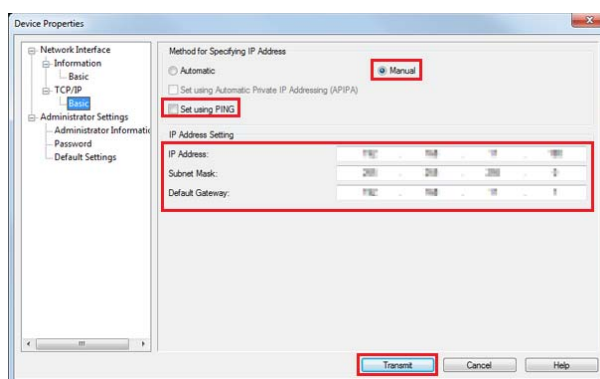 Device Properties
Network Interface
Information
Basic
TCP/IP
Basic
Administrator Settings
Administrator Informatic
Password
Default Settings
Method for Specifying IP Address
Automatic
Manual
Set using Automatic Private IP Addressing (APIPA)
Set using PING
IP Address Setting
IP Address:
Subnet Mask:
Default Gateway:
Transmit
Cancel
Help